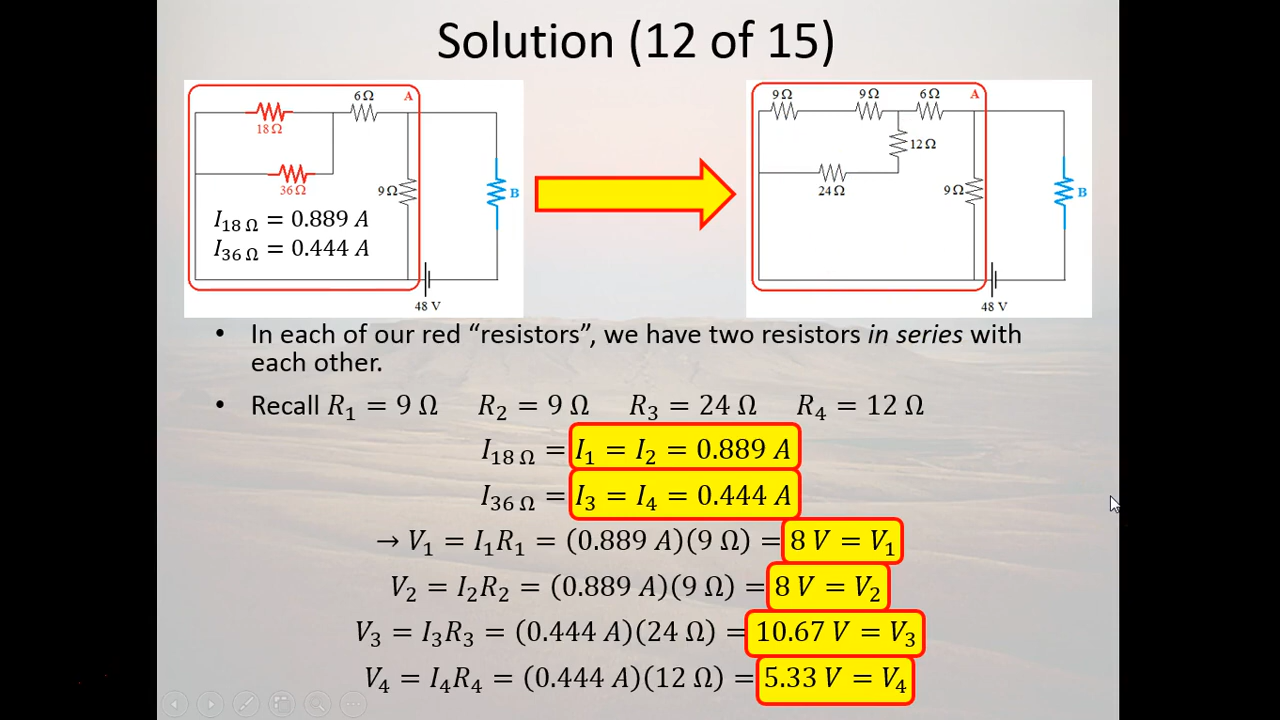 Solution (12 of 15)
6 Ω
A
18 Ω
36 Ω
9 Ω
B
I₁₈ Ω = 0.889 A
I₃₆ Ω = 0.444 A
48 V
9 Ω
9 Ω
6 Ω
A
12 Ω
24 Ω
9 Ω
B
48 V
• In each of our red “resistors”, we have two resistors in series with
each other.
• Recall R₁ = 9 Ω R₂ = 9 Ω R₃ = 24 Ω R₄ = 12 Ω
I₁₈ Ω = I₁ = I₂ = 0.889 A
I₃₆ Ω = I₃ = I₄ = 0.444 A
→ V₁ = I₁R₁ = (0.889 A)(9 Ω) = 8 V = V₁
V₂ = I₂R₂ = (0.889 A)(9 Ω) = 8 V = V₂
V₃ = I₃R₃ = (0.444 A)(24 Ω) = 10.67 V = V₃
V₄ = I₄R₄ = (0.444 A)(12 Ω) = 5.33 V = V₄